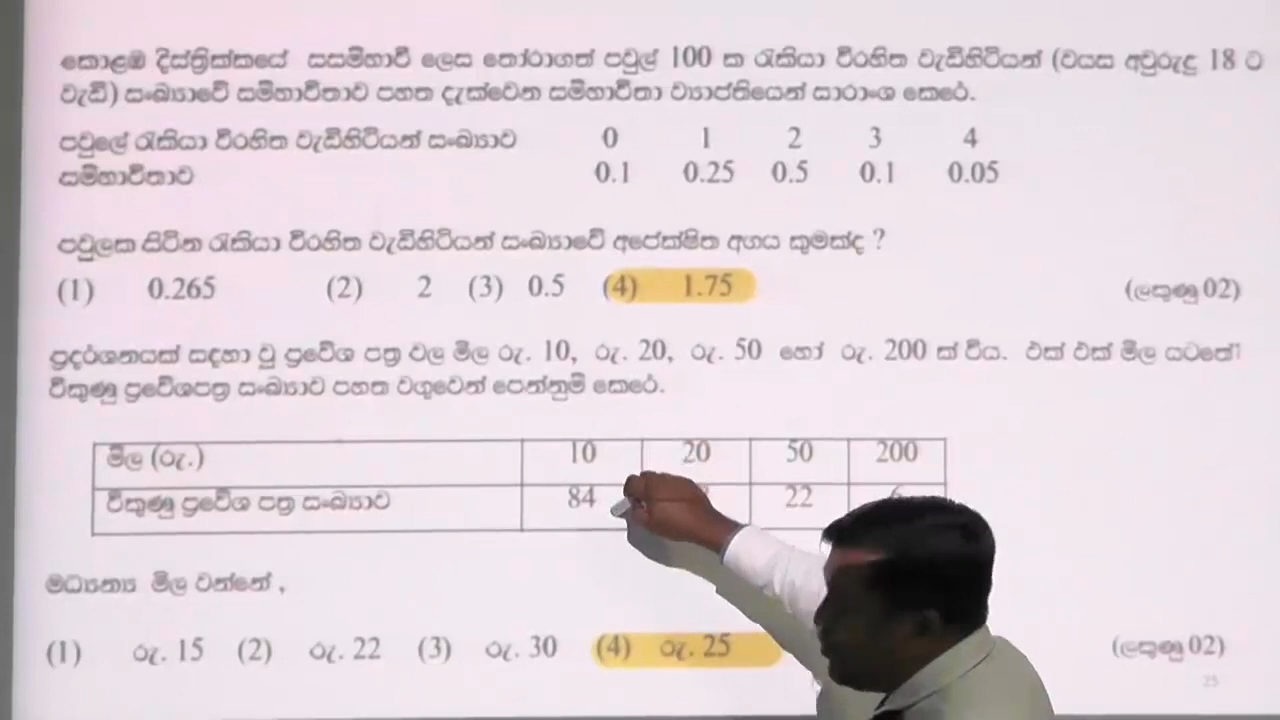 කොළඹ දිස්ත්‍රික්කයේ සසම්භාවී ලෙස තෝරාගත් පවුල් 100 ක රැකියා විරහිත වැඩිහිටියන් (වයස අවුරුදු 18 ට
වැඩි) සංඛ්‍යාවේ සම්භාවිතාව පහත දැක්වෙන සම්භාවිතා ව්‍යාප්තියෙන් සාරාංශ කෙරේ.
පවුලේ රැකියා විරහිත වැඩිහිටියන් සංඛ්‍යාව 0 1 2 3 4
සම්භාවිතාව 0.1 0.25 0.5 0.1 0.05
පවුලක සිටින රැකියා විරහිත වැඩිහිටියන් සංඛ්‍යාවේ අපේක්ෂිත අගය කුමක්ද ?
(1) 0.265 (2) 2 (3) 0.5 (4) 1.75 (ලකුණු 02)
ප්‍රදර්ශනයක් සඳහා වූ ප්‍රවේශ පත්‍ර වල මිල රු. 10, රු. 20, රු. 50 හෝ රු. 200 ක් විය. එක් එක් මිල යටතේ
විකුණු ප්‍රවේශපත්‍ර සංඛ්‍යාව පහත වගුවෙන් පෙන්නුම් කෙරේ.
මිල (රු.) 10 20 50 200
විකුණු ප්‍රවේශ පත්‍ර සංඛ්‍යාව 84 22
මධ්‍යන්‍ය මිල වන්නේ ,
(1) රු. 15 (2) රු. 22 (3) රු. 30 (4) රු. 25 (ලකුණු 02)
25